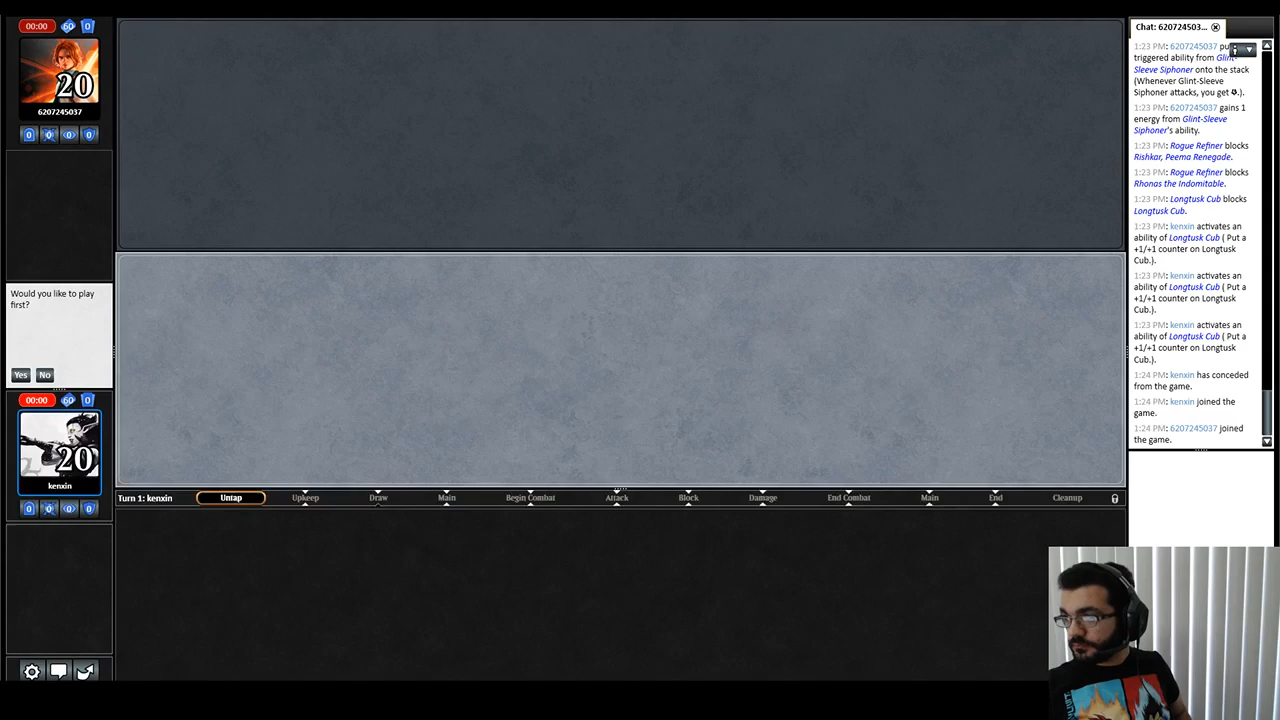 00:00 60 0
20
6207245037
0 0 0 0
Would you like to play
first?
Yes No
00:00 60 0
20
kenxin
0 0 0 0
Turn 1: kenxin Untap Upkeep Draw Main Begin Combat Attack Block Damage End Combat Main End Cleanup
Chat: 620724503...
1:23 PM: 6207245037
triggered ability from Glint-
Sleeve Siphoner onto the stack
(Whenever Glint-Sleeve
Siphoner attacks, you get .).
1:23 PM: 6207245037 gains 1
energy from Glint-Sleeve
Siphoner's ability.
1:23 PM: Rogue Refiner blocks
Rishkar, Peema Renegade.
1:23 PM: Rogue Refiner blocks
Rhonas the Indomitable.
1:23 PM: Longtusk Cub blocks
Longtusk Cub.
1:23 PM: kenxin activates an
ability of Longtusk Cub ( Put a
+1/+1 counter on Longtusk
Cub.).
1:23 PM: kenxin activates an
ability of Longtusk Cub ( Put a
+1/+1 counter on Longtusk
Cub.).
1:23 PM: kenxin activates an
ability of Longtusk Cub ( Put a
+1/+1 counter on Longtusk
Cub.).
1:24 PM: kenxin has conceded
from the game.
1:24 PM: kenxin joined the
game.
1:24 PM: 6207245037 joined
the game.